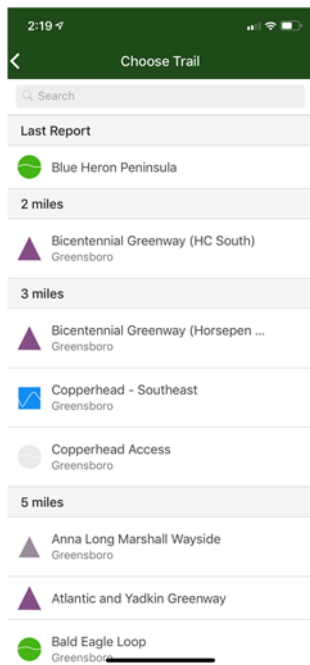 2:19
Choose Trail
Search
Last Report
Blue Heron Peninsula
2 miles
Bicentennial Greenway (HC South)
Greensboro
3 miles
Bicentennial Greenway (Horsepen ...
Greensboro
Copperhead - Southeast
Greensboro
Copperhead Access
Greensboro
5 miles
Anna Long Marshall Wayside
Greensboro
Atlantic and Yadkin Greenway
Bald Eagle Loop
Greensboro